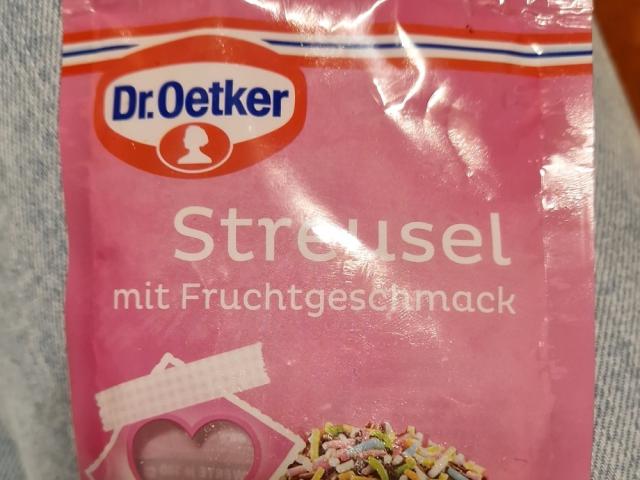 Dr.Oetker
Streusel
mit Fruchtgeschmack